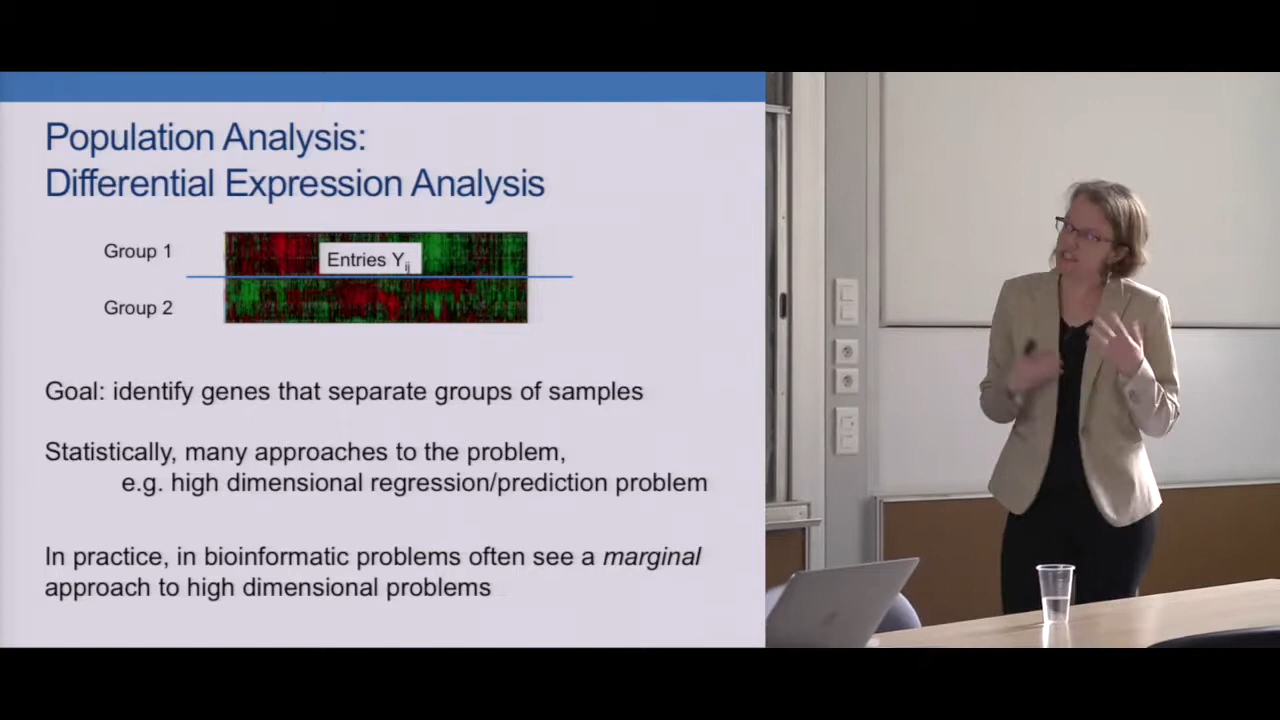 Population Analysis:
Differential Expression Analysis
Group 1
Entries Yij
Group 2
Goal: identify genes that separate groups of samples
Statistically, many approaches to the problem,
e.g. high dimensional regression/prediction problem
In practice, in bioinformatic problems often see a marginal
approach to high dimensional problems